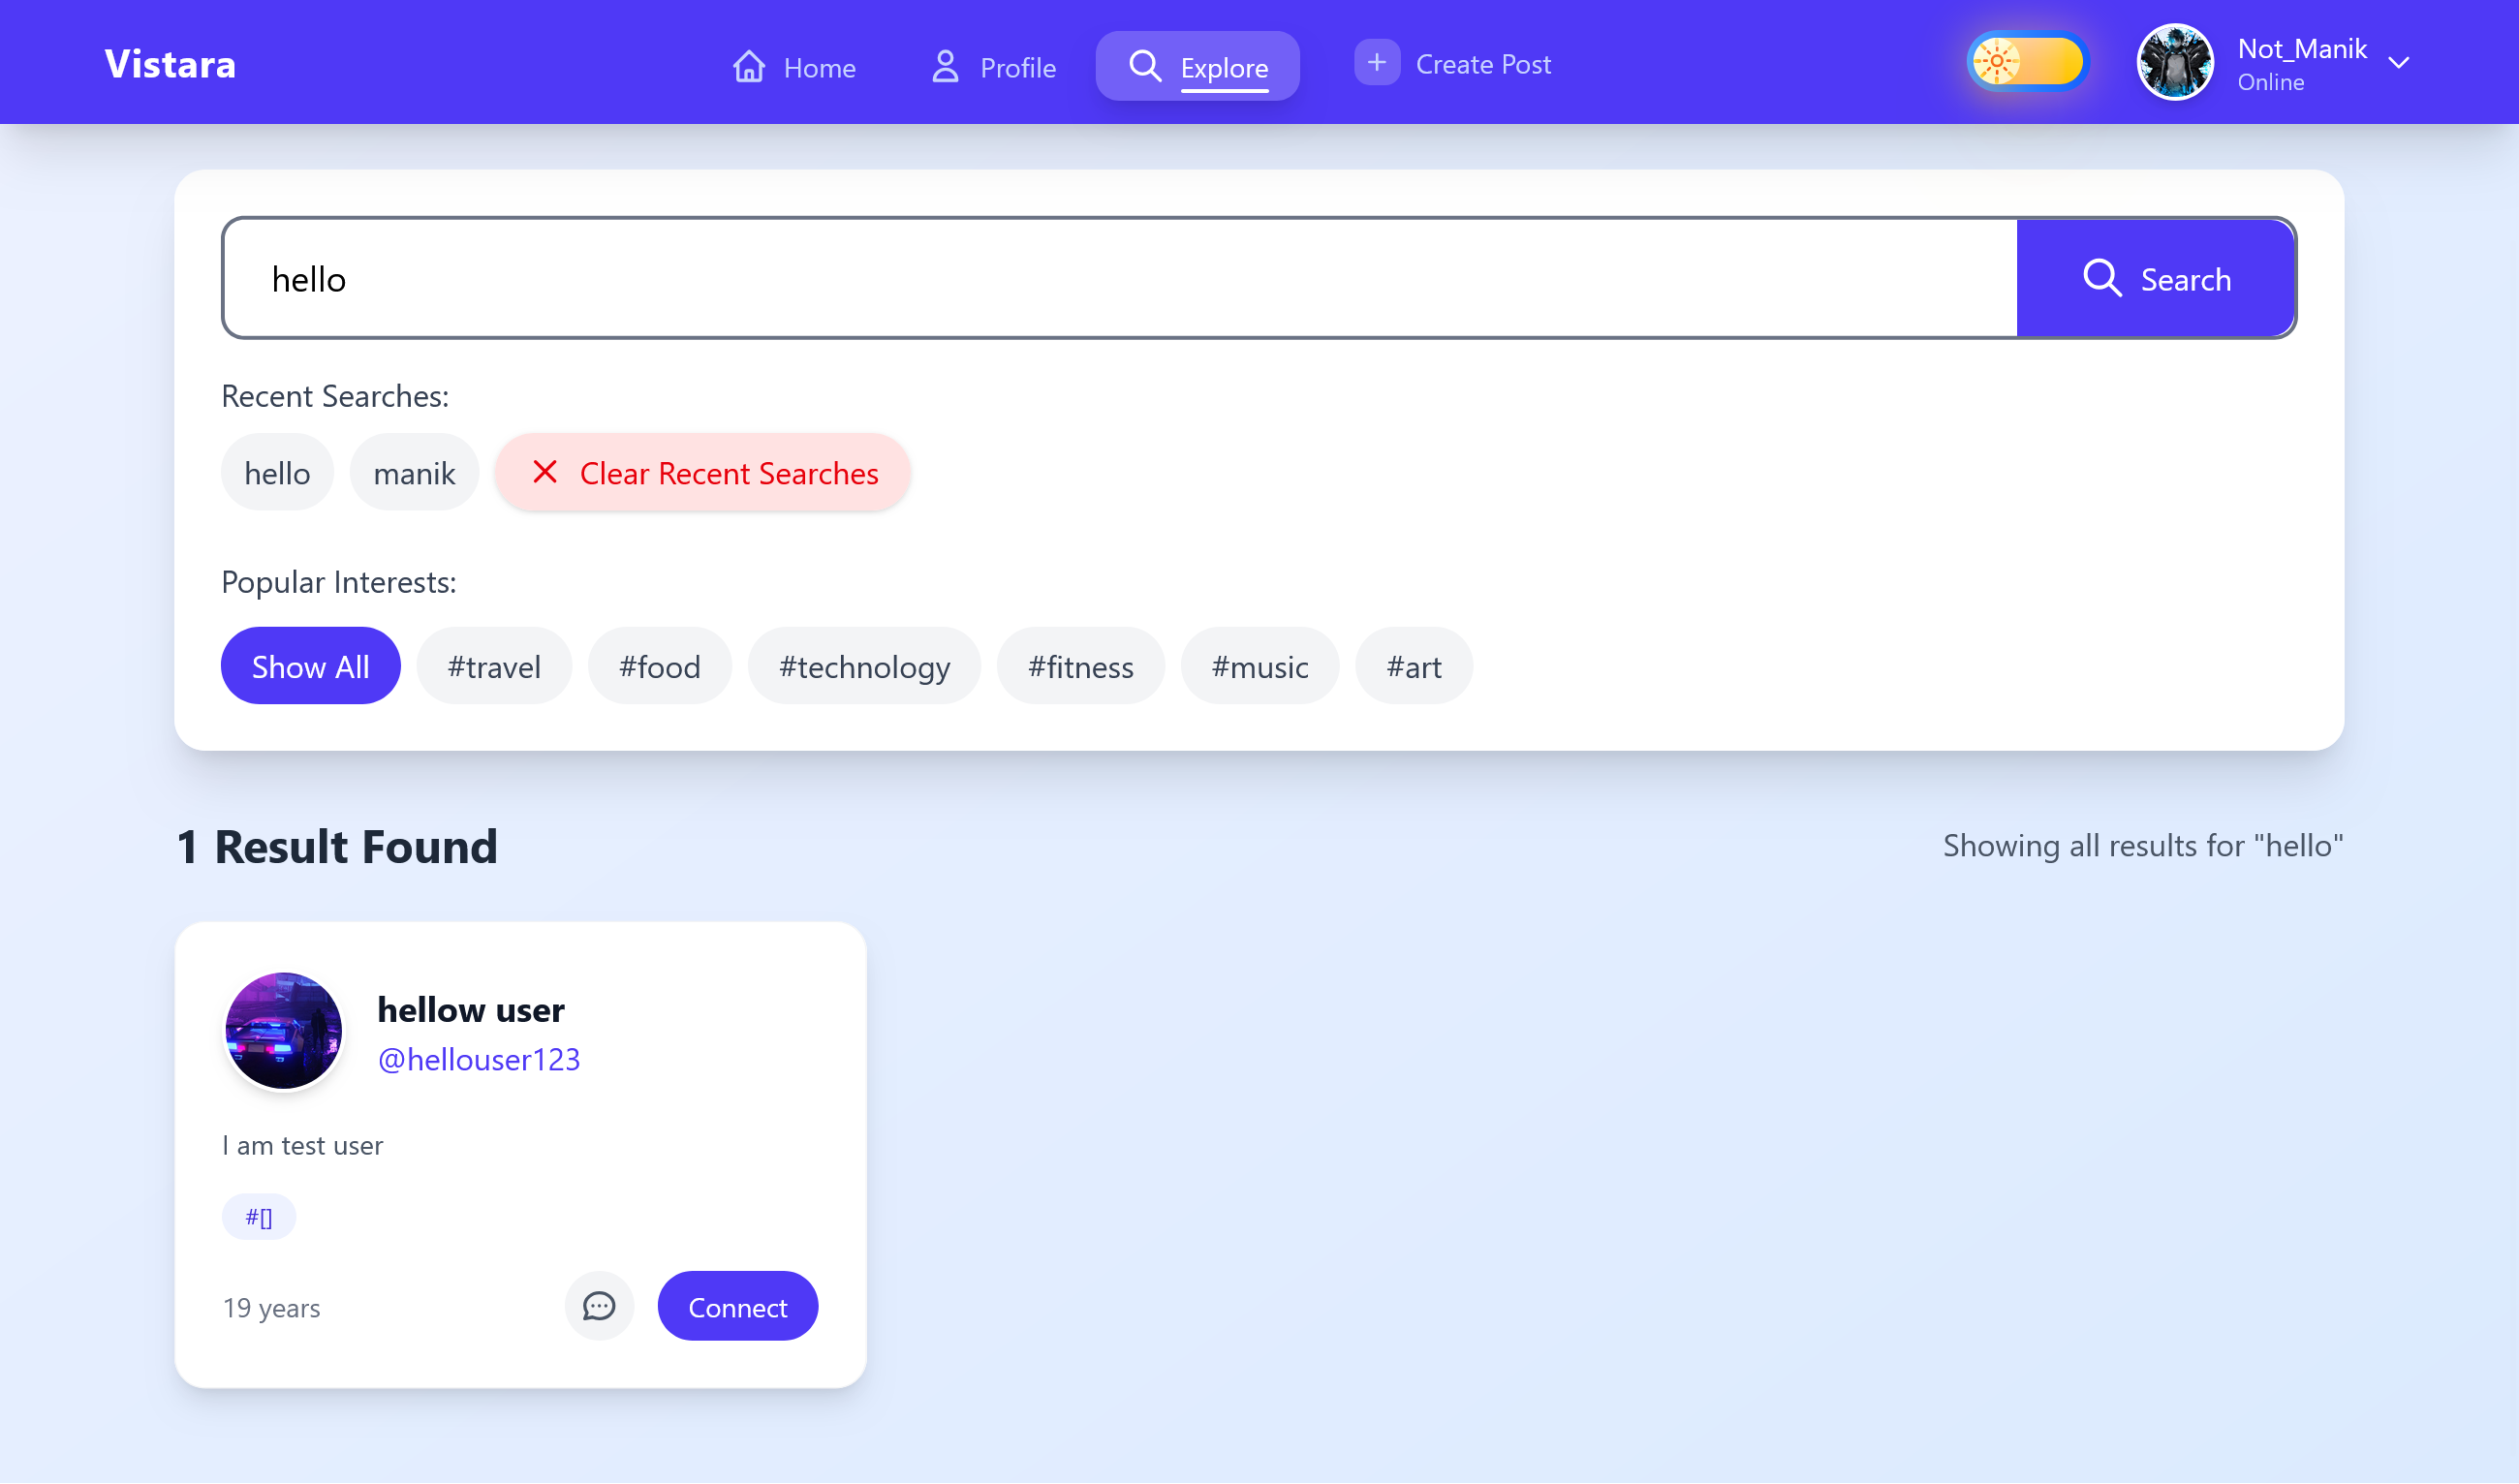 Vistara
Home
Profile
Explore
Create Post
Not_Manik
Online
hello
Search
Recent Searches:
hello
manik
Clear Recent Searches
Popular Interests:
Show All
#travel
#food
#technology
#fitness
#music
#art
1 Result Found
Showing all results for "hello"
hellow user
@hellouser123
I am test user
#[]
19 years
Connect